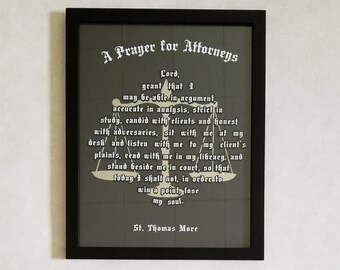 A Prayer for Attorneys
Lord,
grant that I
may be able in argument,
accurate in analysis, strict in
study, candid with clients and honest
with adversaries, sit with me at my
desk and listen with me to my client's
plaints, read with me in my library, and
stand beside me in court, so that
today I shall not, in order to
win a point, lose
my soul.
St. Thomas More